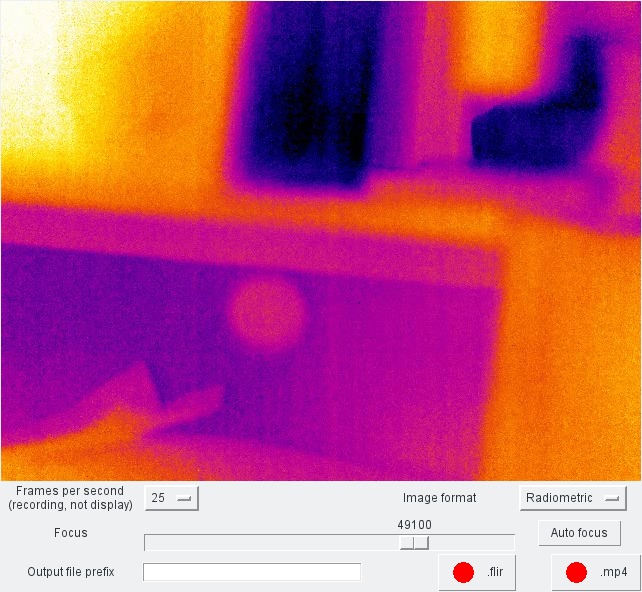 Frames per second
(recording, not display)
25
Image format
Radiometric
Focus
49100
Auto focus
Output file prefix
.flir
.mp4